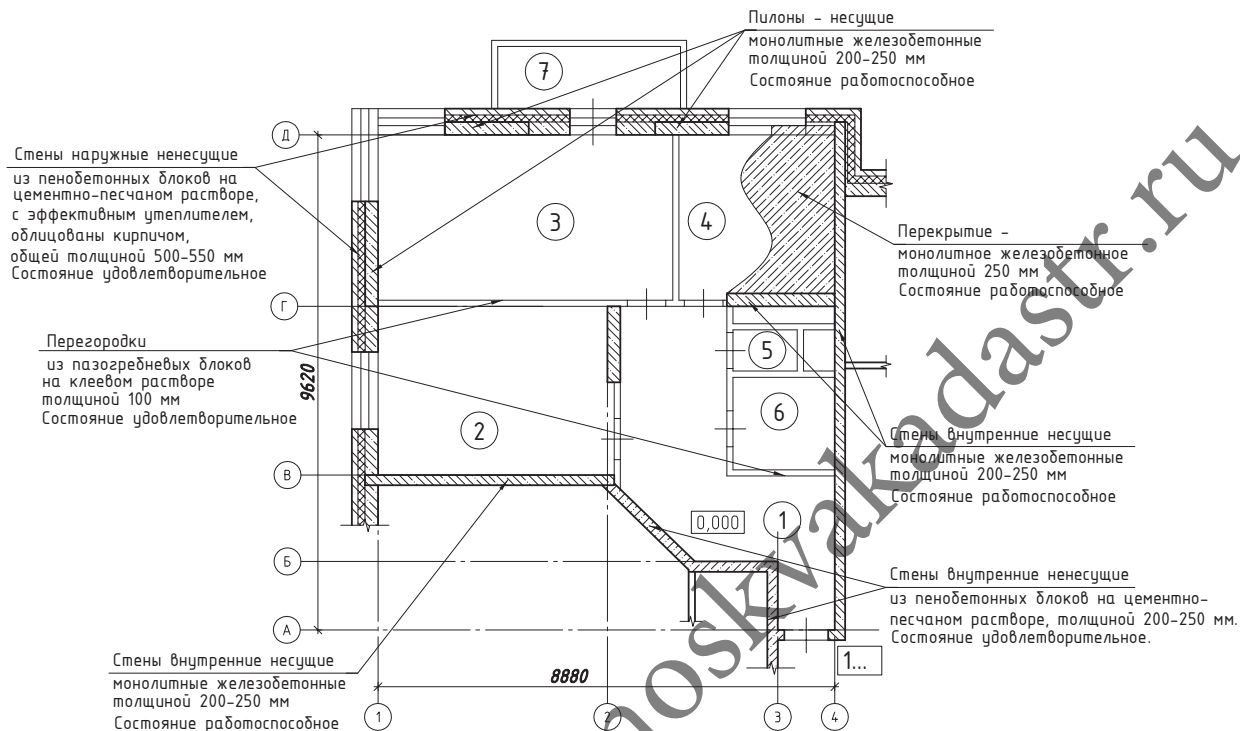 Пилоны - несущие
монолитные железобетонные
толщиной 200-250 мм
Состояние работоспособное
7
Д
Стены наружные ненесущие
из пенобетонных блоков на
цементно-песчаном растворе,
с эффективным утеплителем,
облицованы кирпичом,
общей толщиной 500-550 мм
Состояние удовлетворительное
3
4
Перекрытие -
монолитное железобетонное
толщиной 250 мм
Состояние работоспособное
Г
Перегородки
из пазогребневых блоков
на клеевом растворе
толщиной 100 мм
Состояние удовлетворительное
9620
5
2
6
Стены внутренние несущие
монолитные железобетонные
толщиной 200-250 мм
Состояние работоспособное
В
0,000
1
Б
Стены внутренние ненесущие
из пенобетонных блоков на цементно-
песчаном растворе, толщиной 200-250 мм.
Состояние удовлетворительное.
А
Стены внутренние несущие
монолитные железобетонные
толщиной 200-250 мм
Состояние работоспособное
8880
1...
1
2
3
4
moskvakadastr.ru